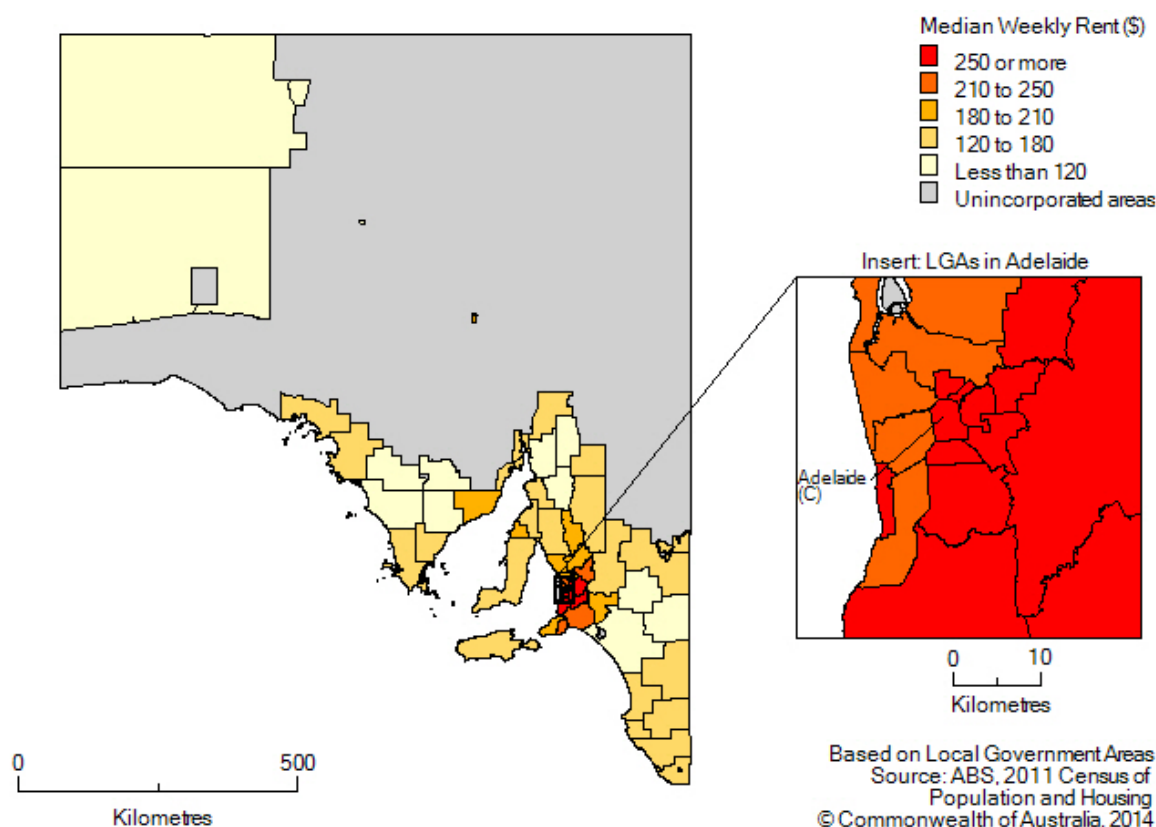 Median Weekly Rent ($)
250 or more
210 to 250
180 to 210
120 to 180
Less than 120
Unincorporated areas
Insert: LGAs in Adelaide
Adelaide
(C)
0 10
Kilometres
0 500
Kilometres
Based on Local Government Areas
Source: ABS, 2011 Census of
Population and Housing
© Commonwealth of Australia, 2014